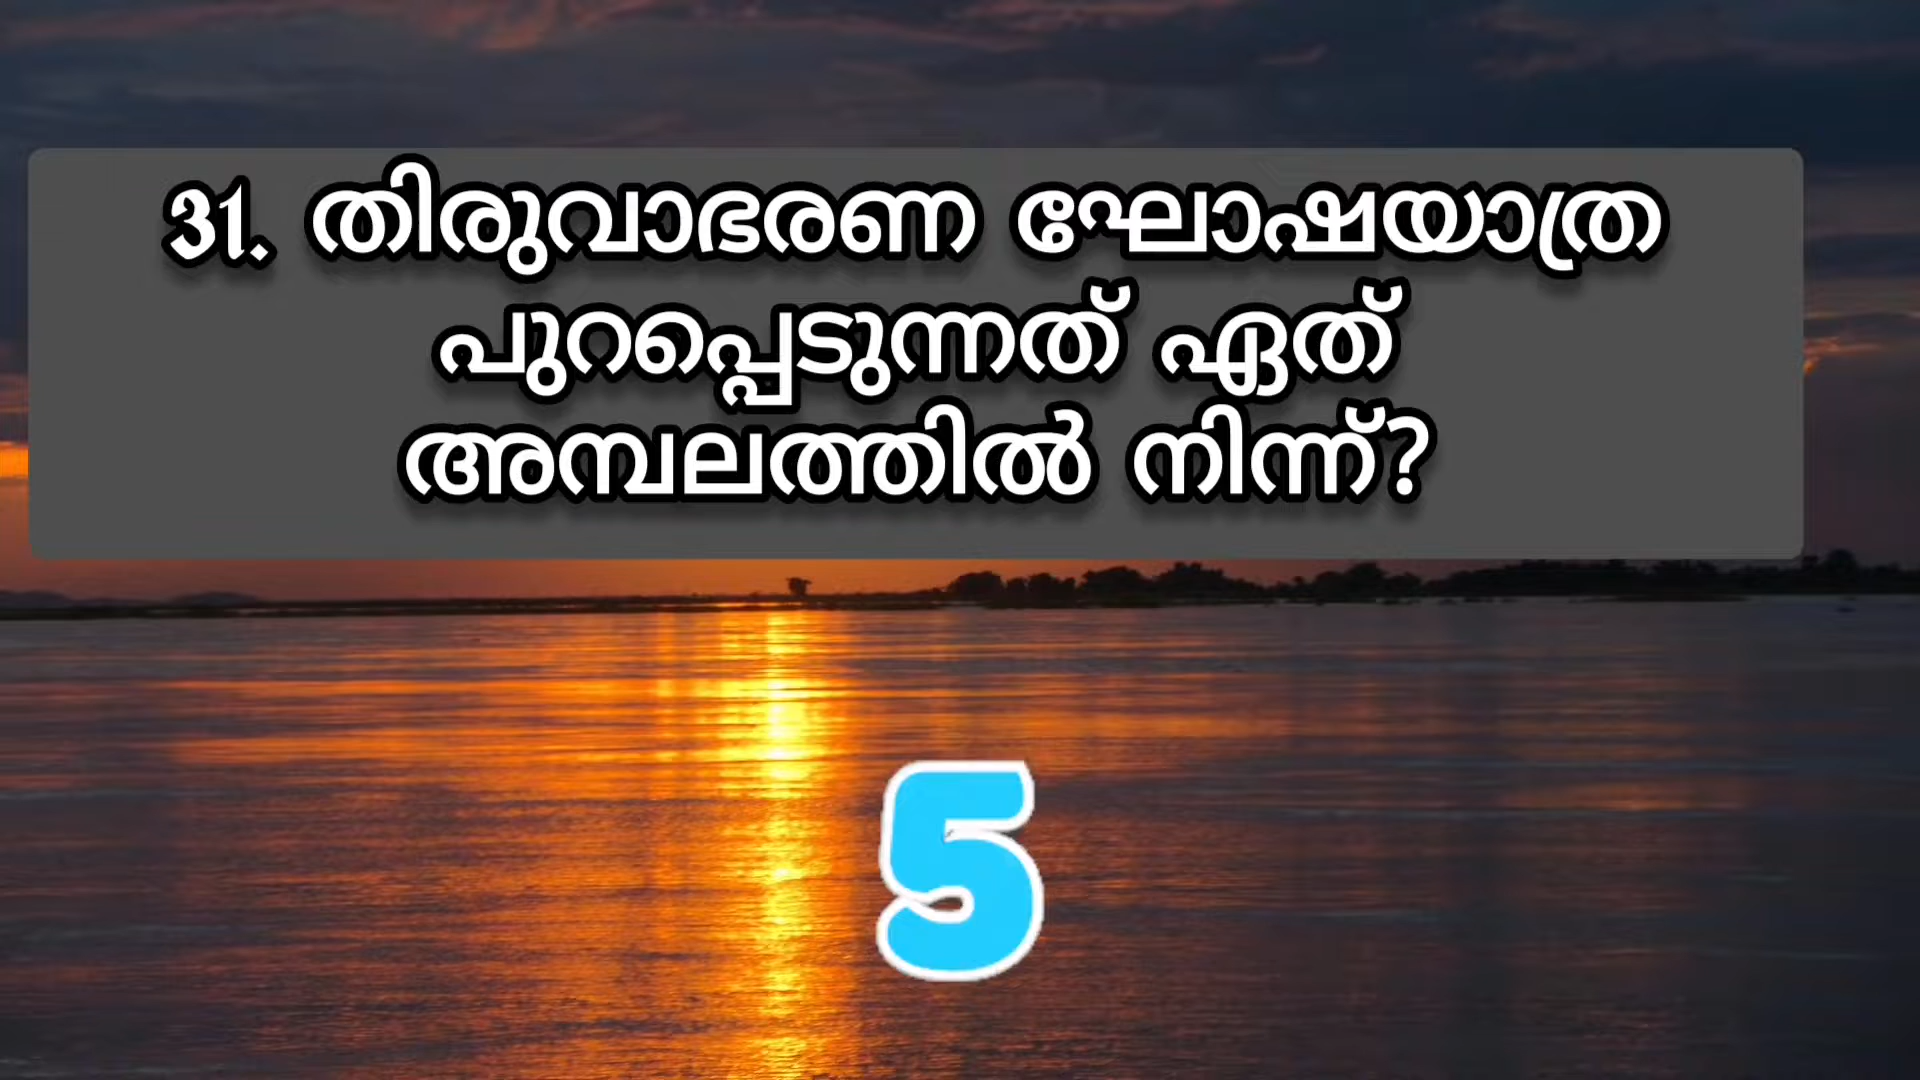 31. തിരുവാഭരണ ഘോഷയാത്ര
പുറപ്പെടുന്നത് ഏത്
അമ്പലത്തിൽ നിന്ന്?
5